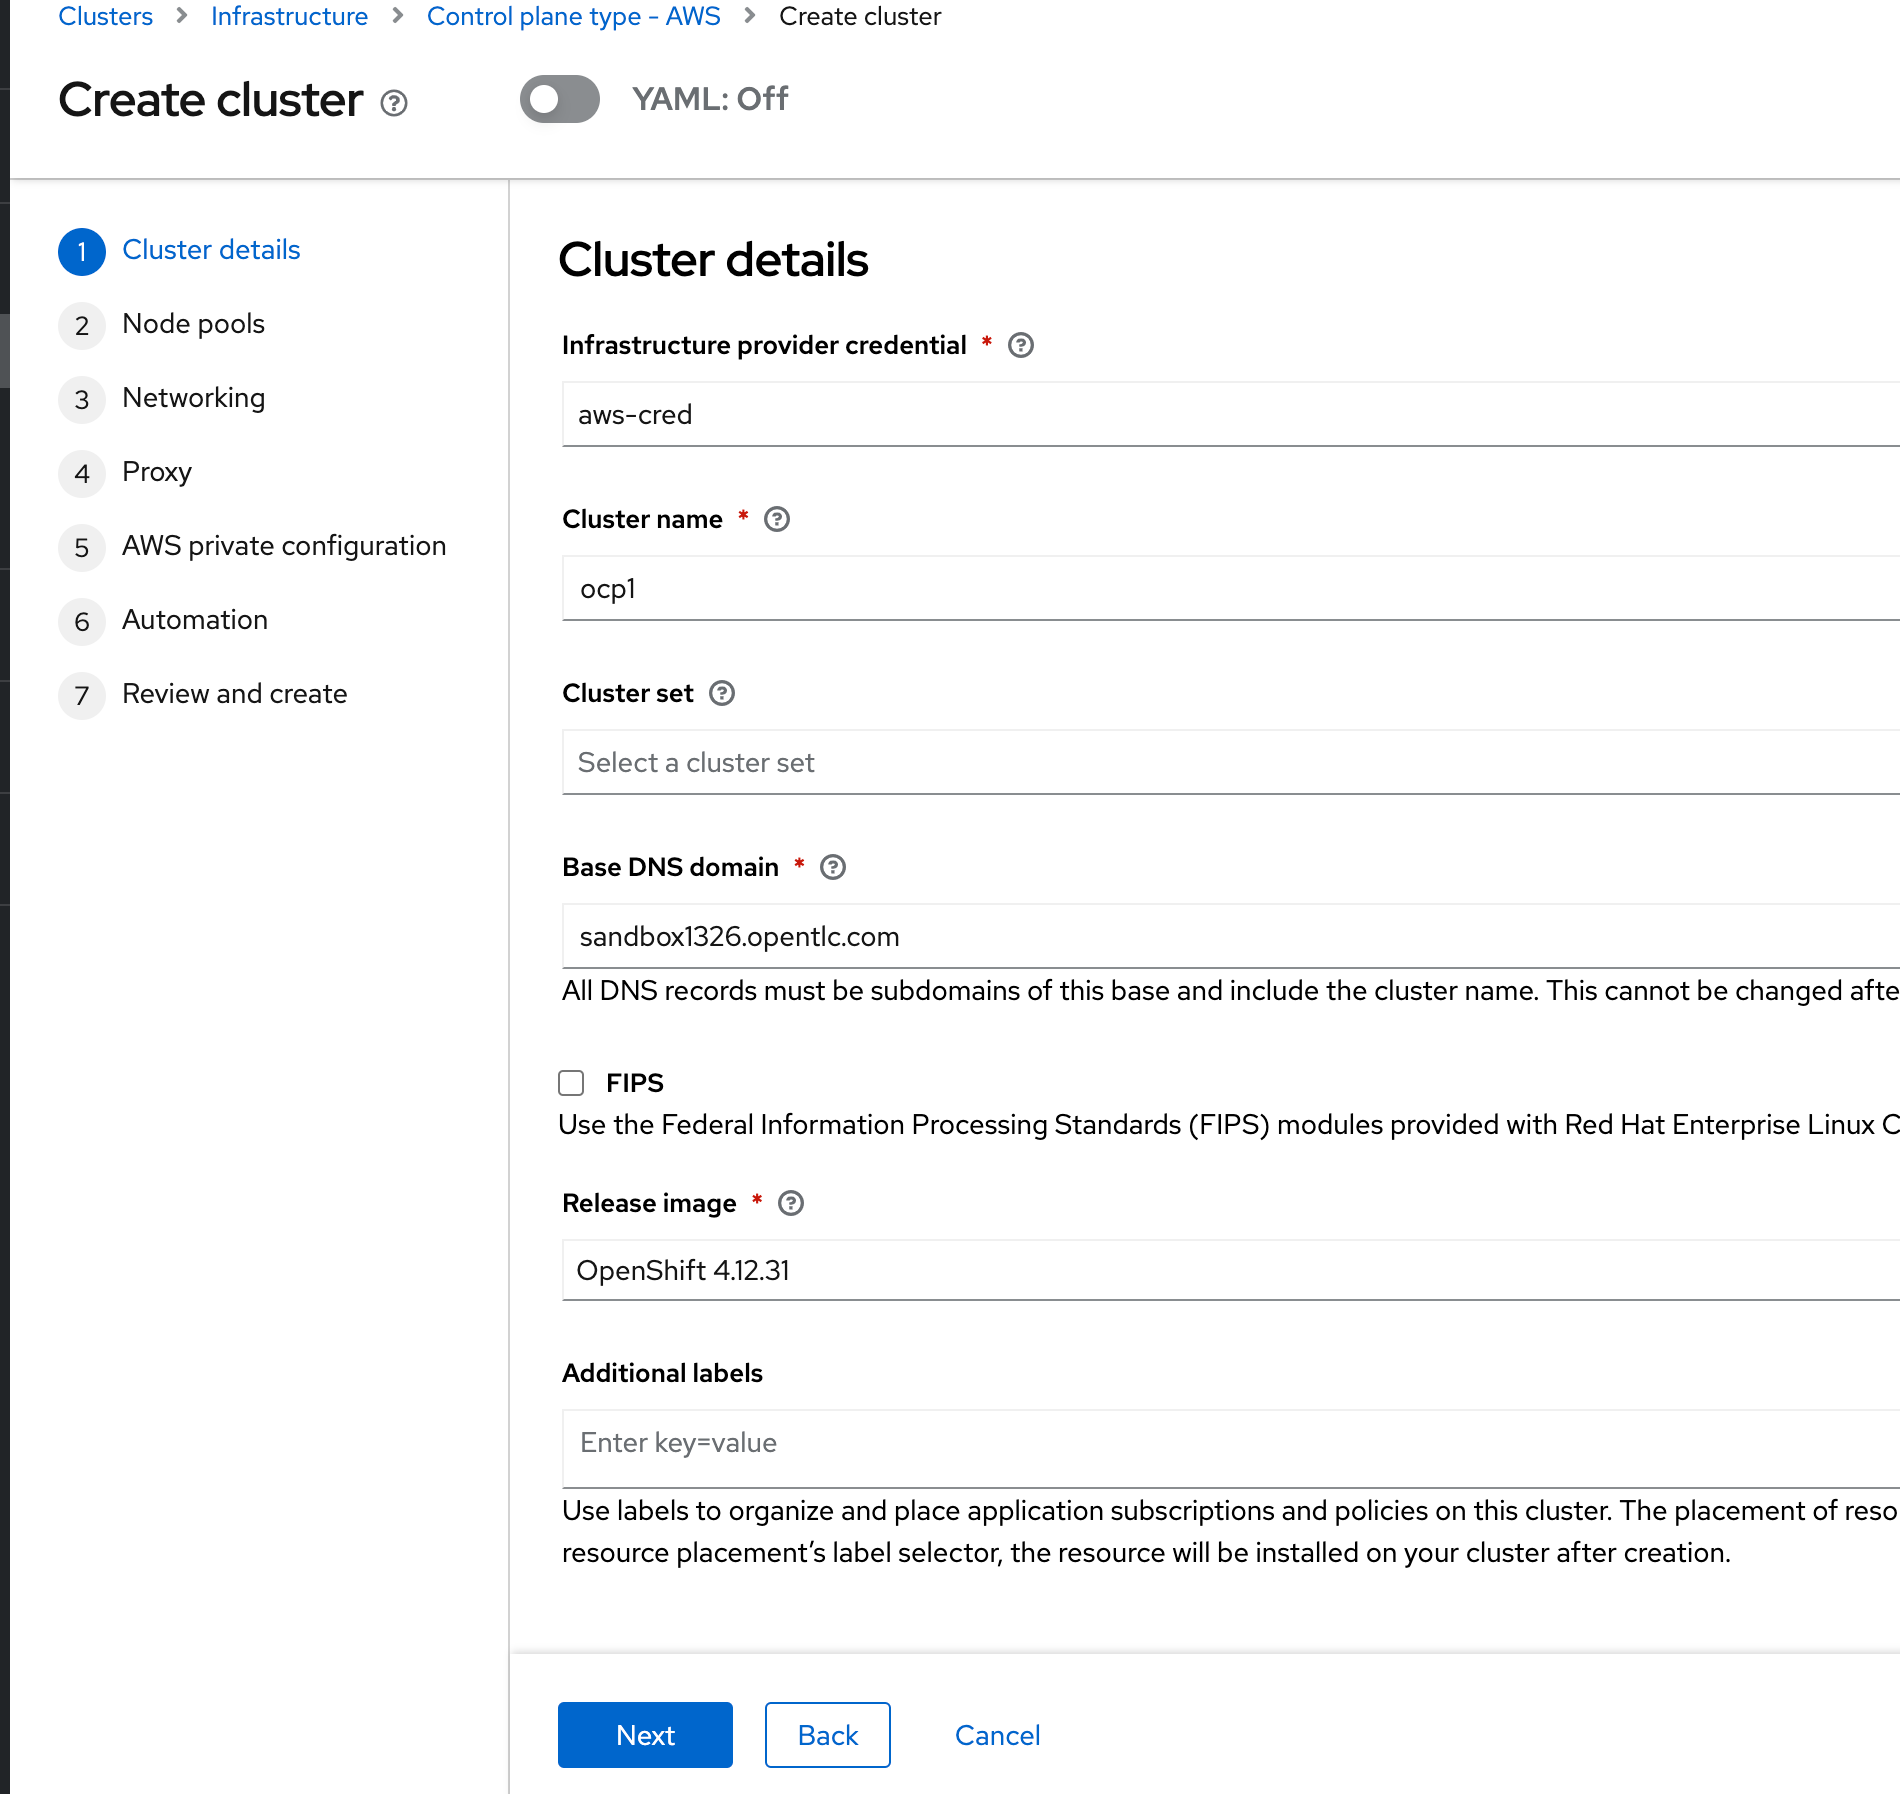 Clusters > Infrastructure > Control plane type - AWS > Create cluster
Create cluster
YAML: Off
1 Cluster details
2 Node pools
3 Networking
4 Proxy
5 AWS private configuration
6 Automation
7 Review and create
Cluster details
Infrastructure provider credential *
aws-cred
Cluster name *
ocp1
Cluster set
Select a cluster set
Base DNS domain *
sandbox1326.opentlc.com
All DNS records must be subdomains of this base and include the cluster name. This cannot be changed afte
FIPS
Use the Federal Information Processing Standards (FIPS) modules provided with Red Hat Enterprise Linux C
Release image *
OpenShift 4.12.31
Additional labels
Enter key=value
Use labels to organize and place application subscriptions and policies on this cluster. The placement of reso
resource placement’s label selector, the resource will be installed on your cluster after creation.
Next
Back
Cancel